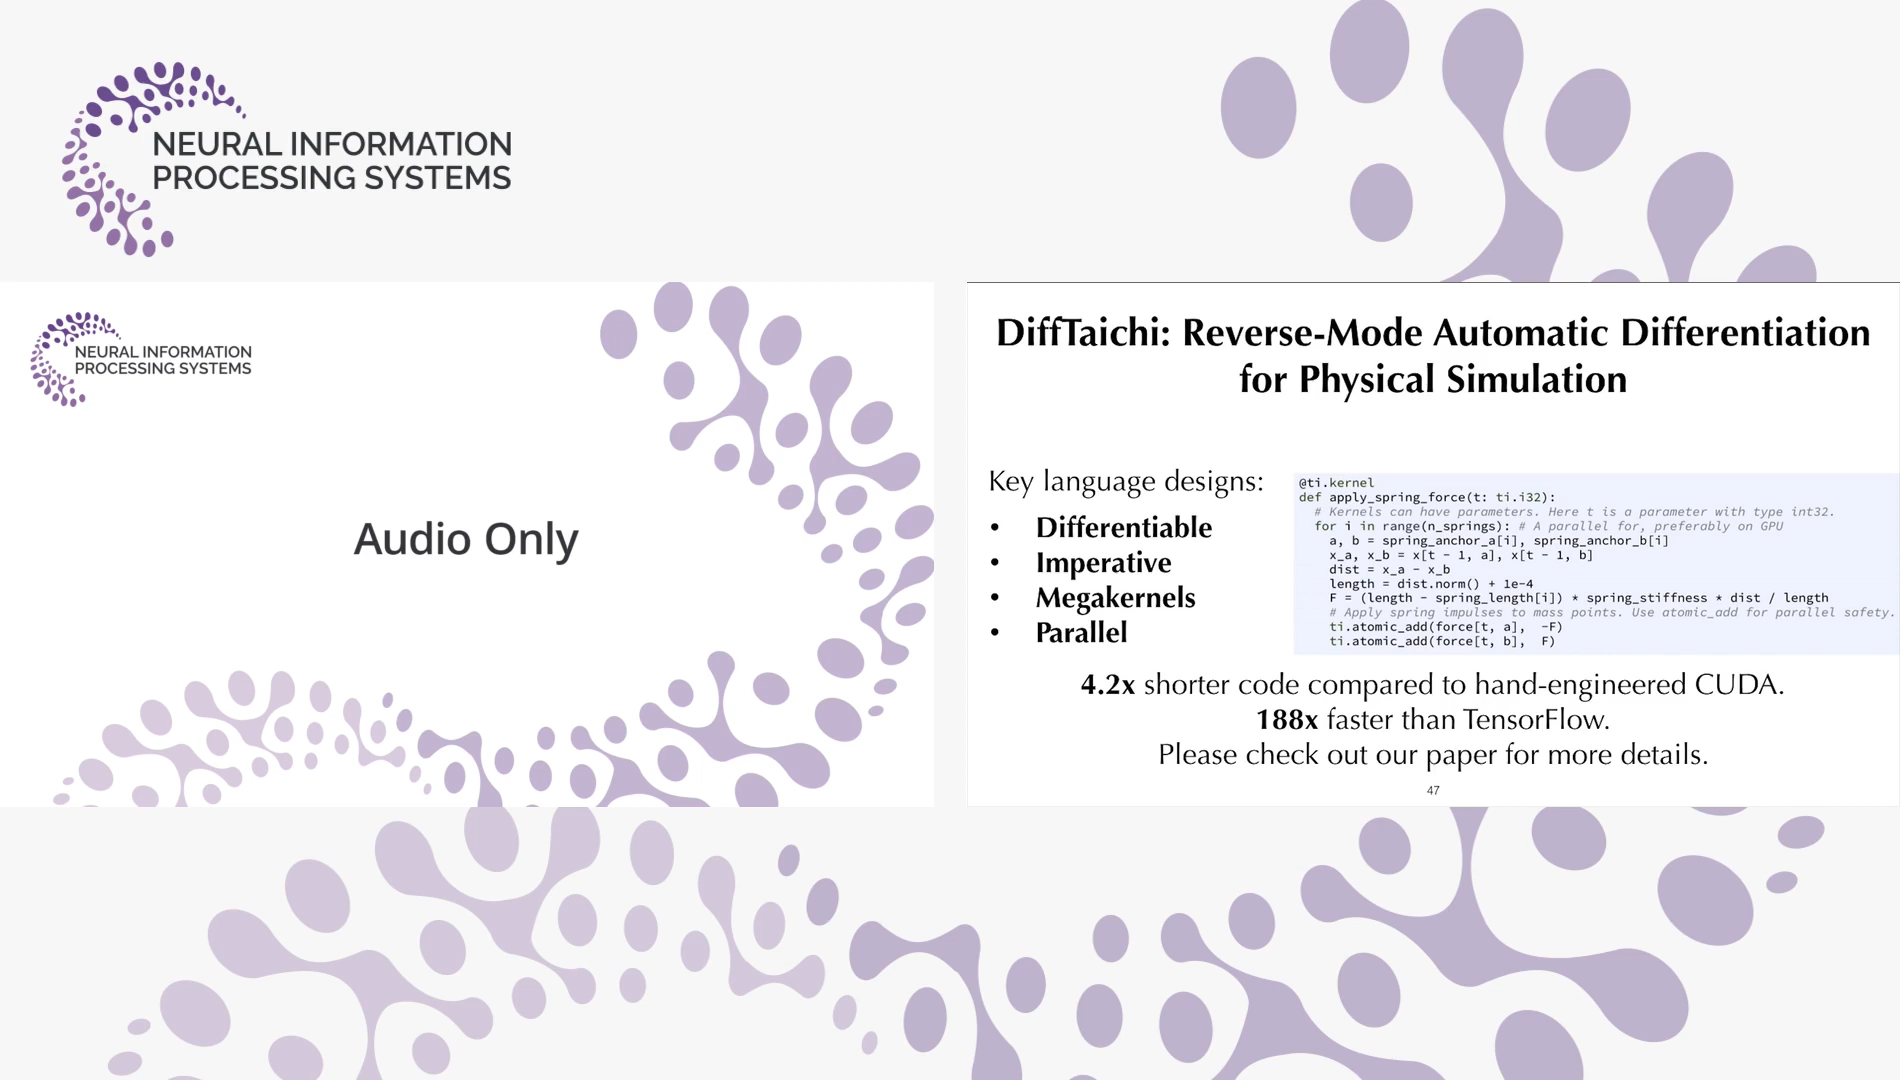 NEURAL INFORMATION
PROCESSING SYSTEMS
NEURAL INFORMATION
PROCESSING SYSTEMS
Audio Only
DiffTaichi: Reverse-Mode Automatic Differentiation
for Physical Simulation
Key language designs:
• Differentiable
• Imperative
• Megakernels
• Parallel
@ti.kernel
def apply_spring_force(t: ti.i32):
  # Kernels can have parameters. Here t is a parameter with type int32.
  for i in range(n_springs): # A parallel for, preferably on GPU
    a, b = spring_anchor_a[i], spring_anchor_b[i]
    x_a, x_b = x[t - 1, a], x[t - 1, b]
    dist = x_a - x_b
    length = dist.norm() + 1e-4
    F = (length - spring_length[i]) * spring_stiffness * dist / length
    # Apply spring impulses to mass points. Use atomic_add for parallel safety.
    ti.atomic_add(force[t, a],  -F)
    ti.atomic_add(force[t, b],   F)
4.2x shorter code compared to hand-engineered CUDA.
188x faster than TensorFlow.
Please check out our paper for more details.
47